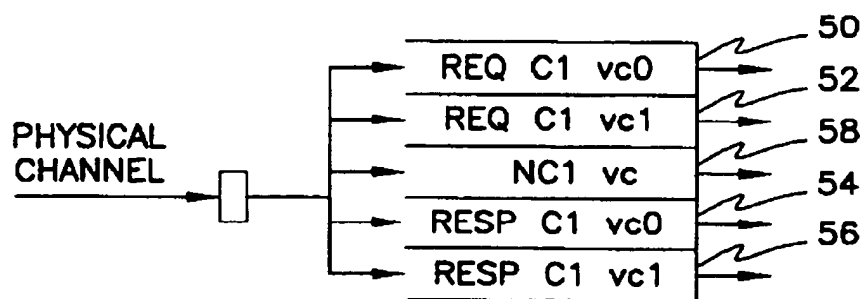 50
REQ C1 vc0
52
REQ C1 vc1
58
PHYSICAL
CHANNEL
NC1 vc
54
RESP C1 vc0
56
RESP C1 vc1